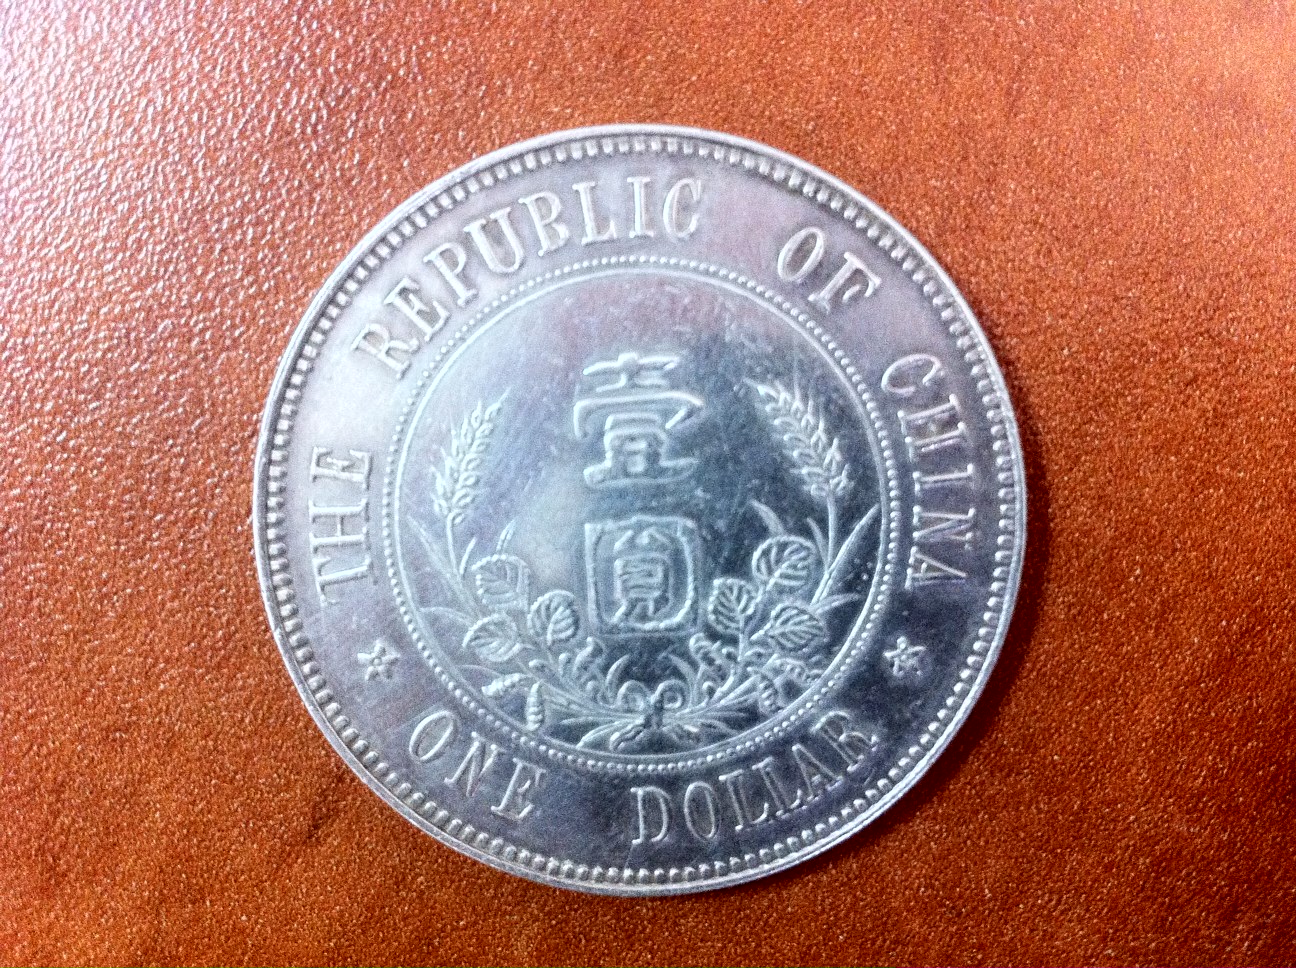 THE REPUBLIC OF CHINA
壹
圓
ONE DOLLAR